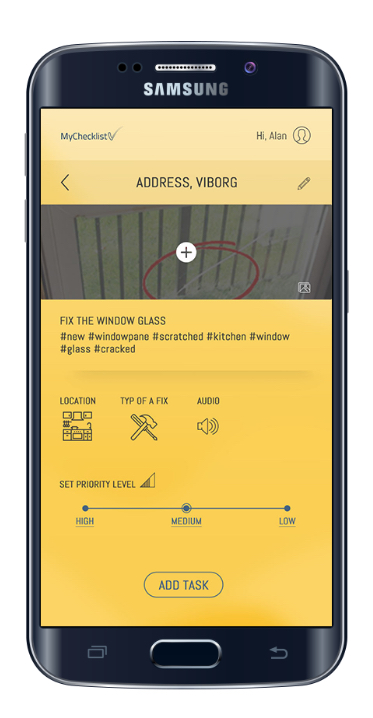 SAMSUNG
MyChecklist
Hi, Alan
ADDRESS, VIBORG
FIX THE WINDOW GLASS
#new #windowpane #scratched #kitchen #window
#glass #cracked
LOCATION TYP OF A FIX AUDIO
SET PRIORITY LEVEL
HIGH MEDIUM LOW
ADD TASK